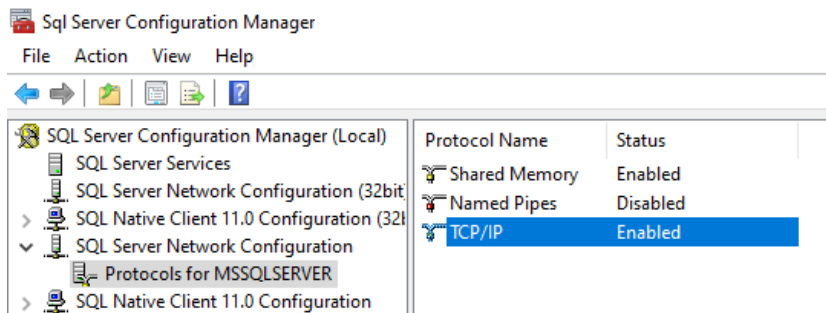 Sql Server Configuration Manager
File Action View Help
SQL Server Configuration Manager (Local)
SQL Server Services
SQL Server Network Configuration (32bit
SQL Native Client 11.0 Configuration (32
SQL Server Network Configuration
Protocols for MSSQLSERVER
SQL Native Client 11.0 Configuration
Protocol Name Status
Shared Memory Enabled
Named Pipes Disabled
TCP/IP Enabled